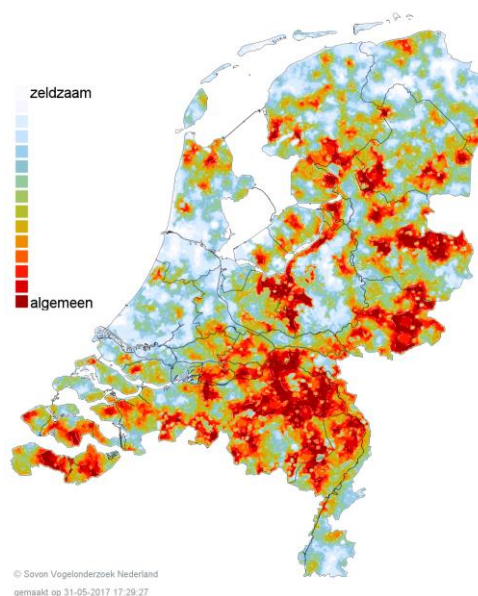 zeldzaam
algemeen
© Sovon Vogelonderzoek Nederland
gemaakt op 31-05-2017 17:29:27